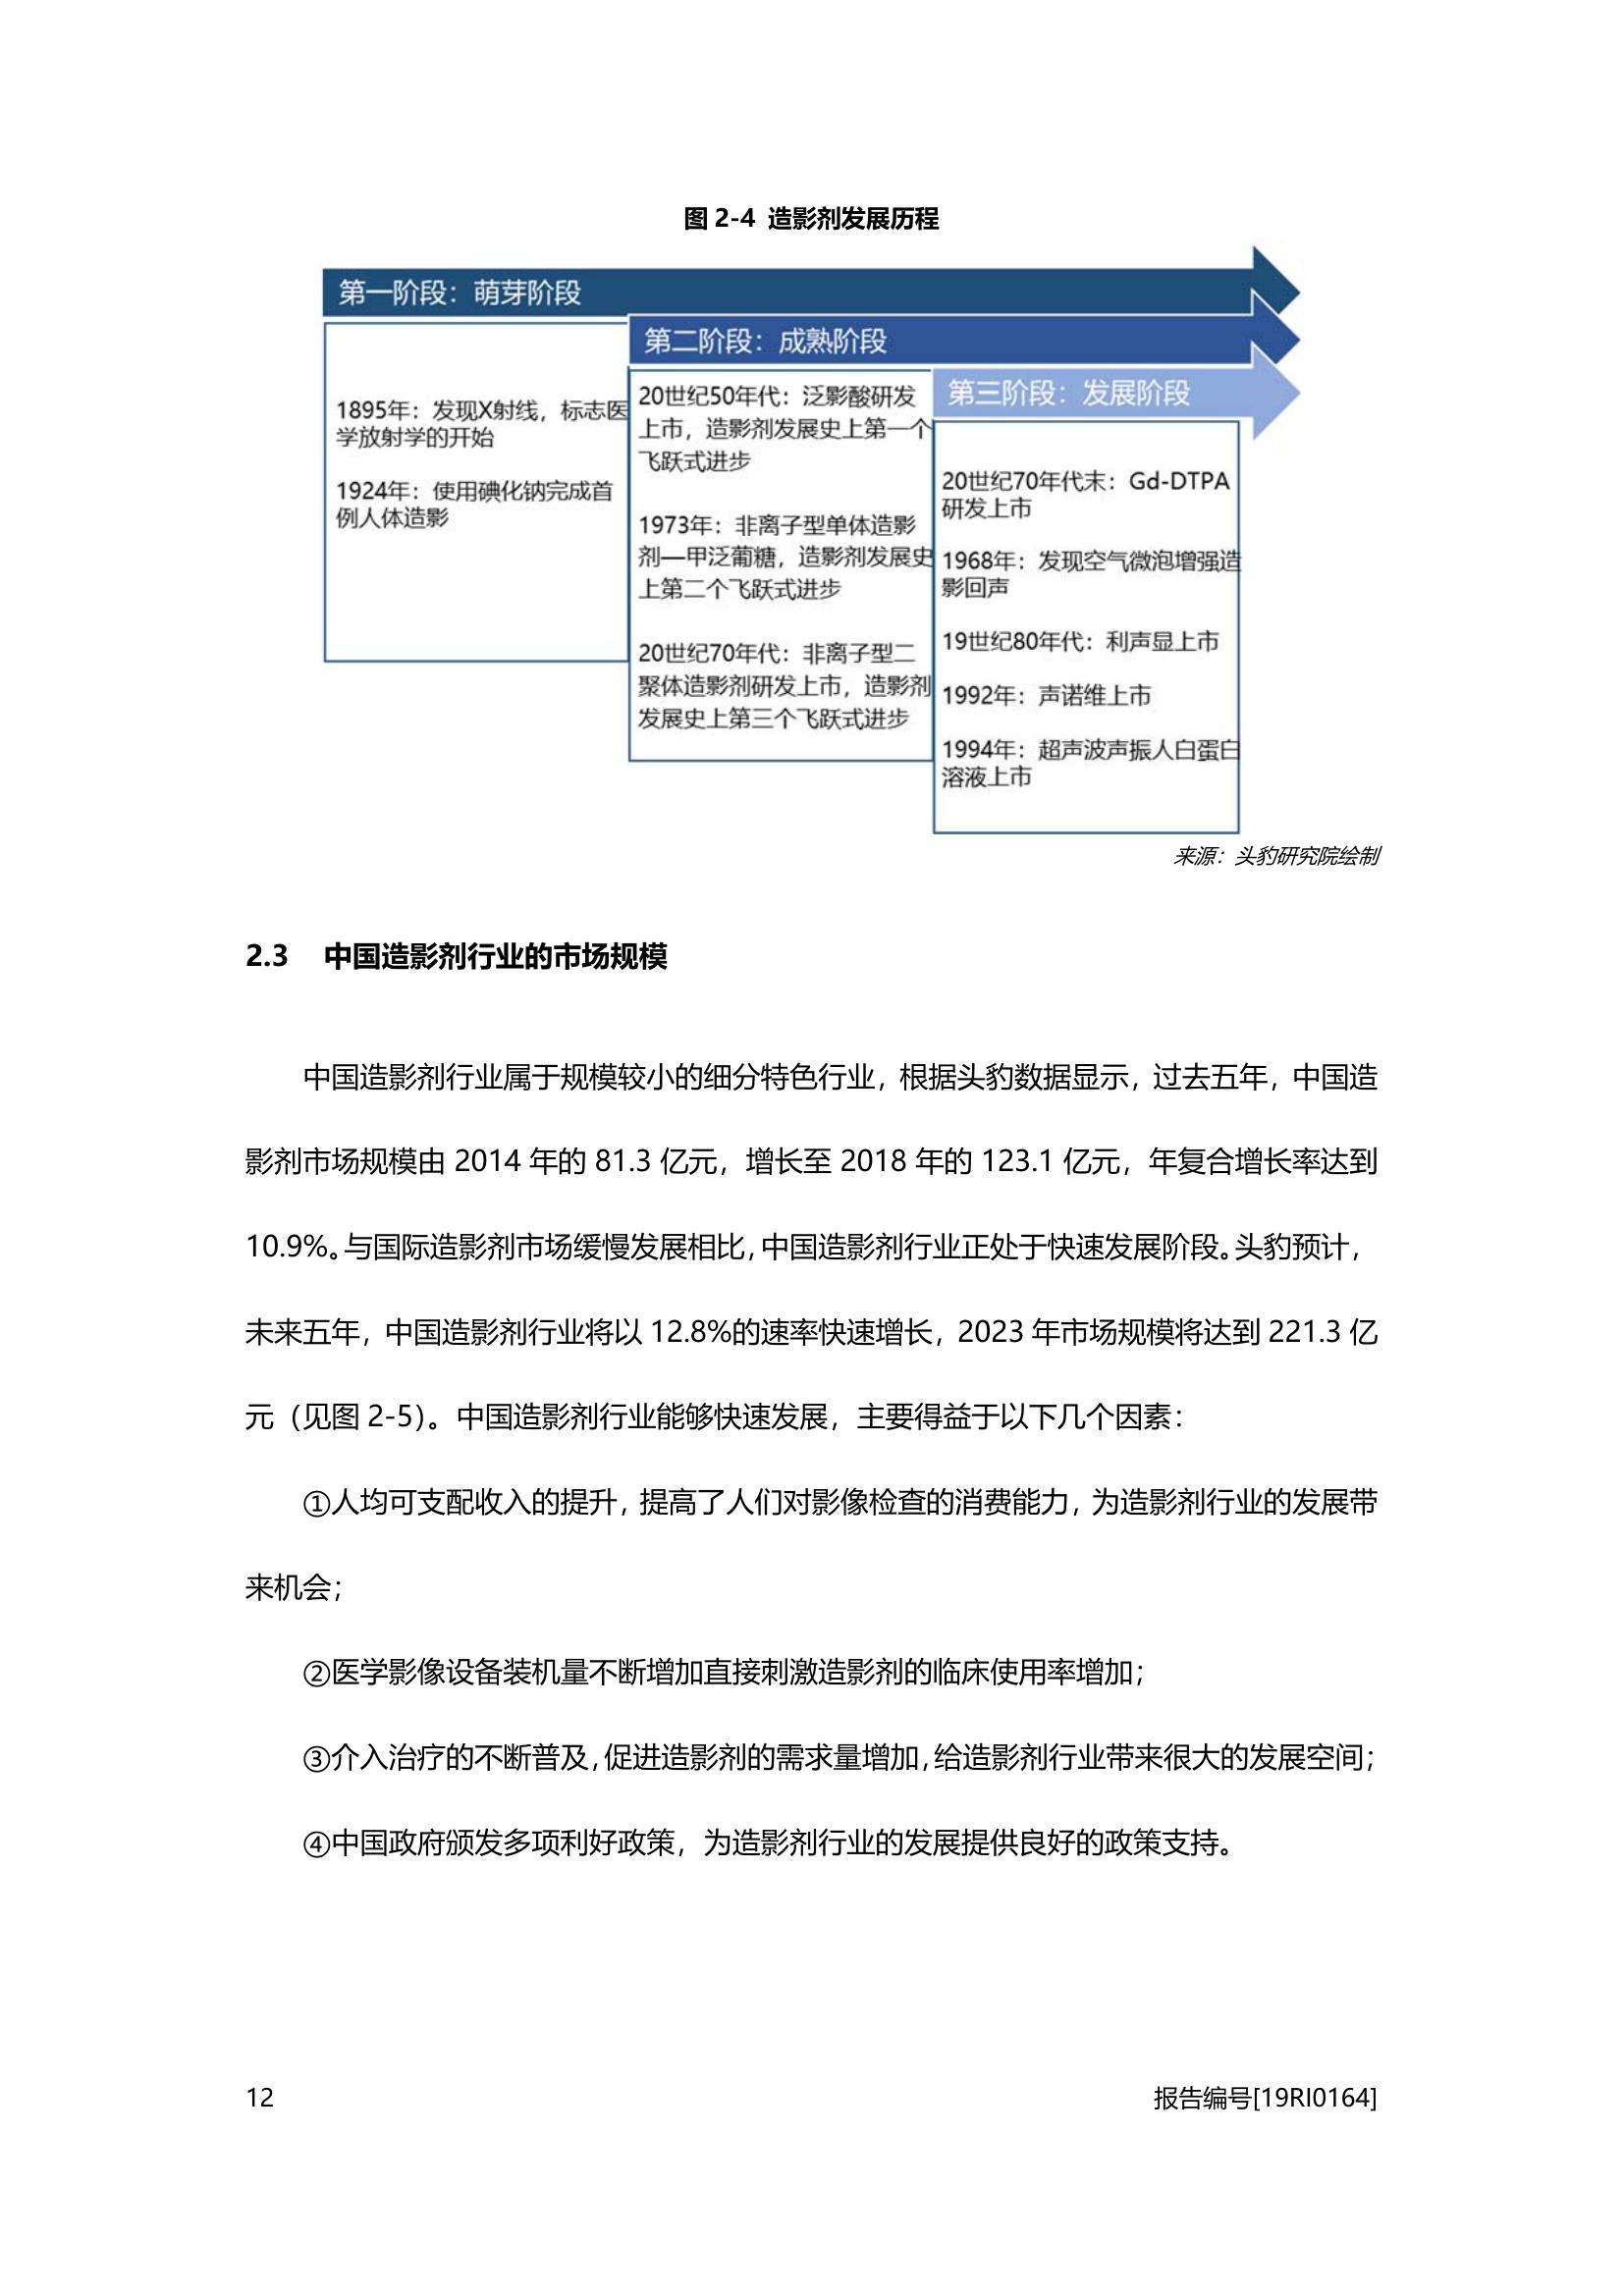 图 2-4 造影剂发展历程
第一阶段：萌芽阶段
1895年：发现X射线，标志医
学放射学的开始
1924年：使用碘化钠完成首
例人体造影
第二阶段：成熟阶段
20世纪50年代：泛影酸研发
上市，造影剂发展史上第一个
飞跃式进步
1973年：非离子型单体造影
剂—甲泛葡糖，造影剂发展史
上第二个飞跃式进步
20世纪70年代：非离子型二
聚体造影剂研发上市，造影剂
发展史上第三个飞跃式进步
第三阶段：发展阶段
20世纪70年代末：Gd-DTPA
研发上市
1968年：发现空气微泡增强造
影回声
19世纪80年代：利声显上市
1992年：声诺维上市
1994年：超声波声振人白蛋白
溶液上市
来源：头豹研究院绘制
2.3 中国造影剂行业的市场规模
中国造影剂行业属于规模较小的细分特色行业，根据头豹数据显示，过去五年，中国造
影剂市场规模由 2014 年的 81.3 亿元，增长至 2018 年的 123.1 亿元，年复合增长率达到
10.9%。与国际造影剂市场缓慢发展相比，中国造影剂行业正处于快速发展阶段。头豹预计，
未来五年，中国造影剂行业将以 12.8%的速率快速增长，2023 年市场规模将达到 221.3 亿
元（见图 2-5）。中国造影剂行业能够快速发展，主要得益于以下几个因素：
①人均可支配收入的提升，提高了人们对影像检查的消费能力，为造影剂行业的发展带
来机会；
②医学影像设备装机量不断增加直接刺激造影剂的临床使用率增加；
③介入治疗的不断普及，促进造影剂的需求量增加，给造影剂行业带来很大的发展空间；
④中国政府颁发多项利好政策，为造影剂行业的发展提供良好的政策支持。
12
报告编号[19RI0164]